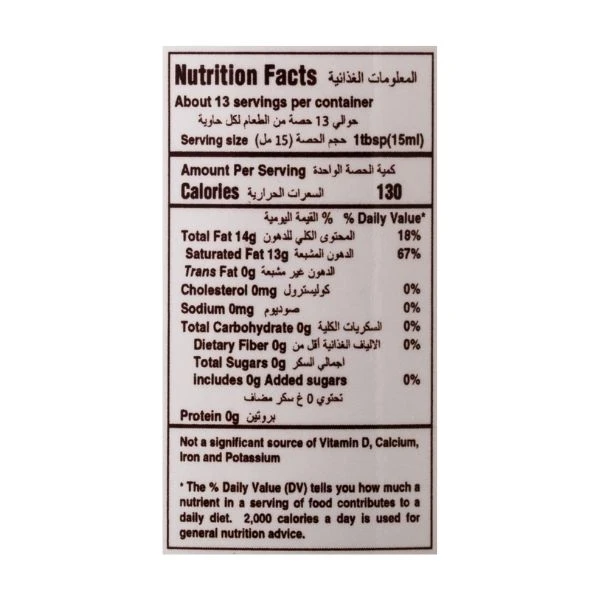 Nutrition Facts المعلومات الغذائية
About 13 servings per container
حوالي 13 حصة من الطعام لكل حاوية
Serving size حجم الحصة (15 مل) 1tbsp(15ml)
Amount Per Serving كمية الحصة الواحدة
Calories السعرات الحرارية 130
% القيمة اليومية % Daily Value*
Total Fat 14g المحتوى الكلي للدهون 18%
Saturated Fat 13g الدهون المشبعة 67%
Trans Fat 0g الدهون غير مشبعة
Cholesterol 0mg كوليسترول 0%
Sodium 0mg صوديوم 0%
Total Carbohydrate 0g السكريات الكلية 0%
Dietary Fiber 0g الالياف الغذائية أقل من 0%
Total Sugars 0g اجمالي السكر
includes 0g Added sugars 0%
تحتوي 0 غ سكر مضاف
Protein 0g بروتين
Not a significant source of Vitamin D, Calcium,
Iron and Potassium
* The % Daily Value (DV) tells you how much a
nutrient in a serving of food contributes to a
daily diet. 2,000 calories a day is used for
general nutrition advice.